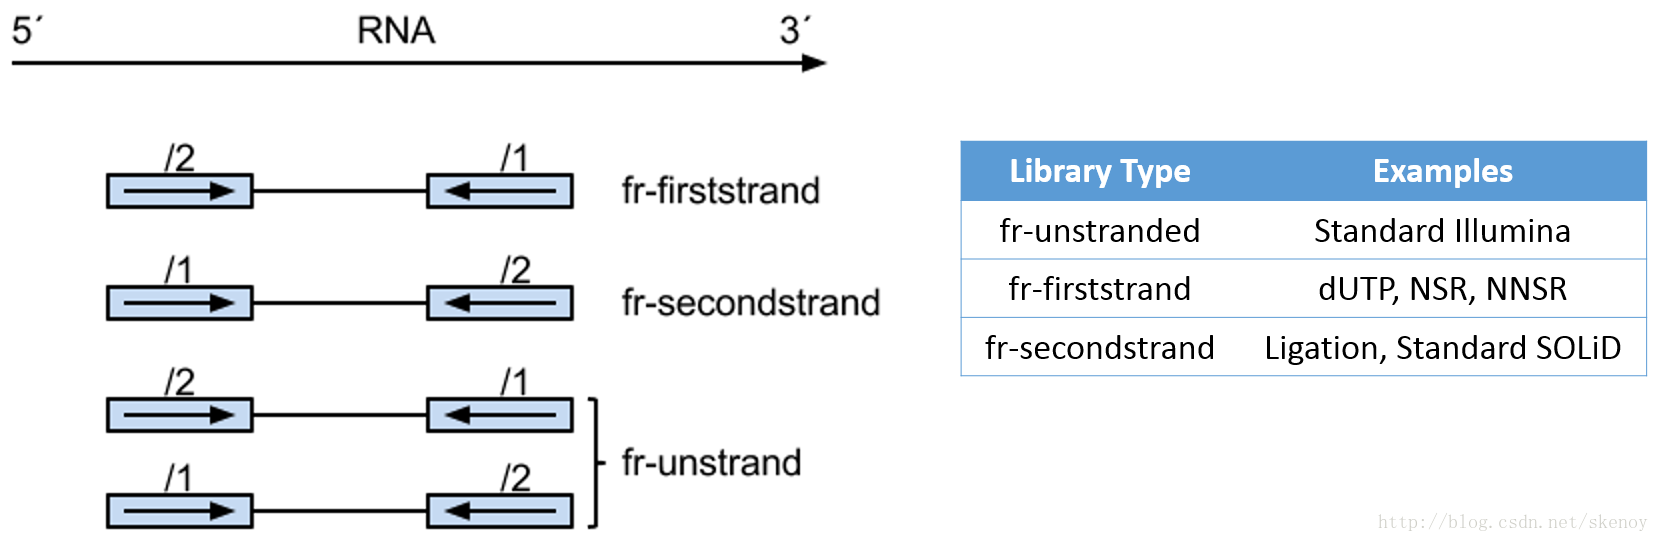 5´ RNA 3´
/2 /1
fr-firststrand
/1 /2
fr-secondstrand
/2 /1
fr-unstrand
/1 /2
Library Type Examples
fr-unstranded Standard Illumina
fr-firststrand dUTP, NSR, NNSR
fr-secondstrand Ligation, Standard SOLiD
http://blog.csdn.net/skenoy